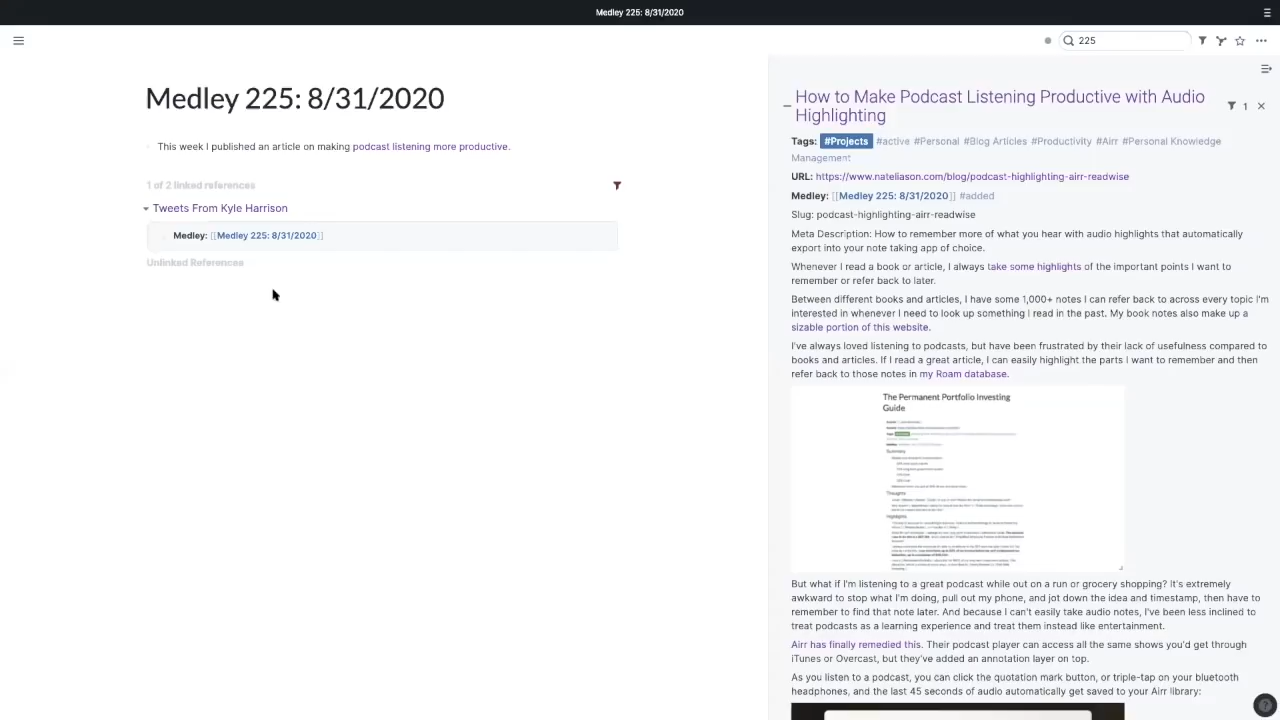 Medley 225: 8/31/2020
225
Medley 225: 8/31/2020
This week I published an article on making podcast listening more productive.
1 of 2 linked references
Tweets From Kyle Harrison
Medley: [[Medley 225: 8/31/2020]]
Unlinked References
How to Make Podcast Listening Productive with Audio
Highlighting
1
Tags: #Projects #active #Personal #Blog Articles #Productivity #Airr #Personal Knowledge
Management
URL: https://www.nateliason.com/blog/podcast-highlighting-airr-readwise
Medley: [[Medley 225: 8/31/2020]] #added
Slug: podcast-highlighting-airr-readwise
Meta Description: How to remember more of what you hear with audio highlights that automatically
export into your note taking app of choice.
Whenever I read a book or article, I always take some highlights of the important points I want to
remember or refer back to later.
Between different books and articles, I have some 1,000+ notes I can refer back to across every topic I'm
interested in whenever I need to look up something I read in the past. My book notes also make up a
sizable portion of this website.
I've always loved listening to podcasts, but have been frustrated by their lack of usefulness compared to
books and articles. If I read a great article, I can easily highlight the parts I want to remember and then
refer back to those notes in my Roam database.
The Permanent Portfolio Investing
Guide
Summary
Thoughts
Highlights
But what if I'm listening to a great podcast while out on a run or grocery shopping? It's extremely
awkward to stop what I'm doing, pull out my phone, and jot down the idea and timestamp, then have to
remember to find that note later. And because I can't easily take audio notes, I've been less inclined to
treat podcasts as a learning experience and treat them instead like entertainment.
Airr has finally remedied this. Their podcast player can access all the same shows you'd get through
iTunes or Overcast, but they've added an annotation layer on top.
As you listen to a podcast, you can click the quotation mark button, or triple-tap on your bluetooth
headphones, and the last 45 seconds of audio automatically get saved to your Airr library:
?